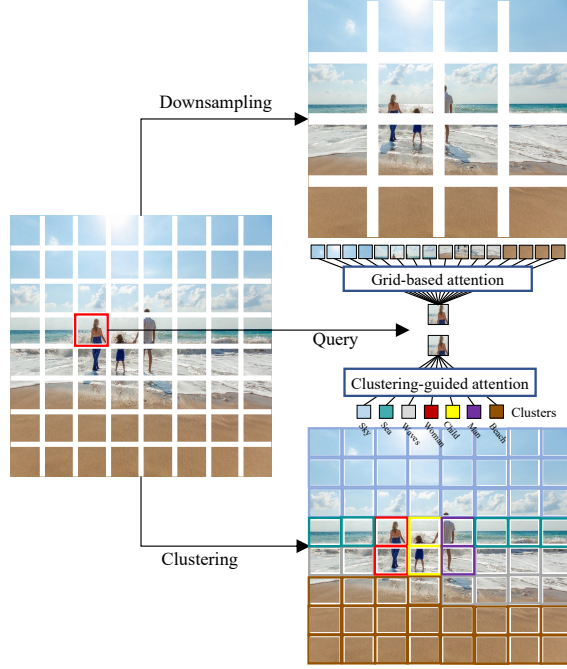 Downsampling
Grid-based attention
Query
Clustering-guided attention
Clusters
Sky
Sea
Waves
Woman
Child
Man
Beach
Clustering